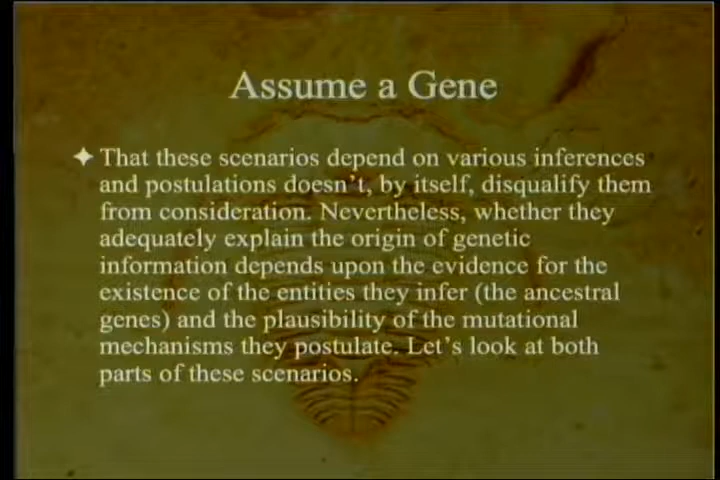 Assume a Gene
✦ That these scenarios depend on various inferences
and postulations doesn't, by itself, disqualify them
from consideration. Nevertheless, whether they
adequately explain the origin of genetic
information depends upon the evidence for the
existence of the entities they infer (the ancestral
genes) and the plausibility of the mutational
mechanisms they postulate. Let's look at both
parts of these scenarios.